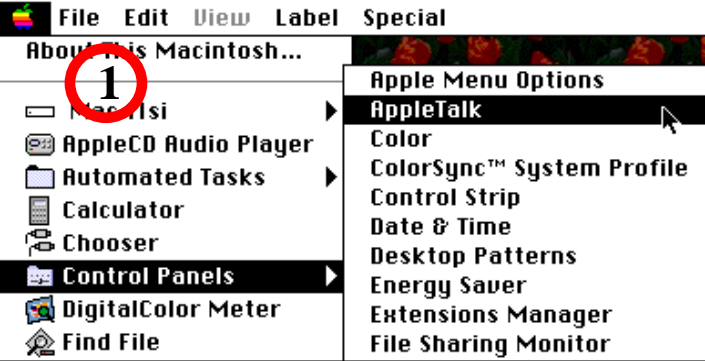 File Edit View Label Special
About This Macintosh...
1
Mac IIsi
AppleCD Audio Player
Automated Tasks
Calculator
Chooser
Control Panels
DigitalColor Meter
Find File
Apple Menu Options
AppleTalk
Color
ColorSync™ System Profile
Control Strip
Date & Time
Desktop Patterns
Energy Saver
Extensions Manager
File Sharing Monitor